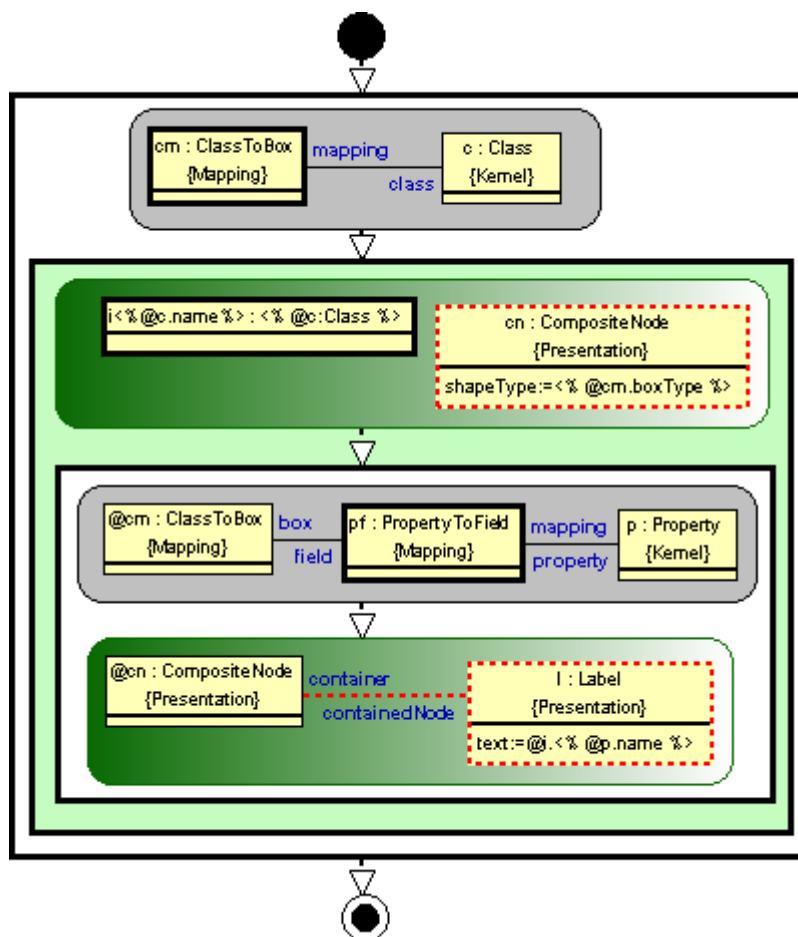 cm : ClassToBox
{Mapping}
mapping
class
c : Class
{Kernel}
i<% @c.name%> : <% @c:Class %>
cn : CompositeNode
{Presentation}
shapeType:=<% @cm.boxType %>
@cm : ClassToBox
{Mapping}
box
field
pf : PropertyToField
{Mapping}
mapping
property
p : Property
{Kernel}
@cn : CompositeNode
{Presentation}
container
containedNode
l : Label
{Presentation}
text:=@i.<% @p.name %>